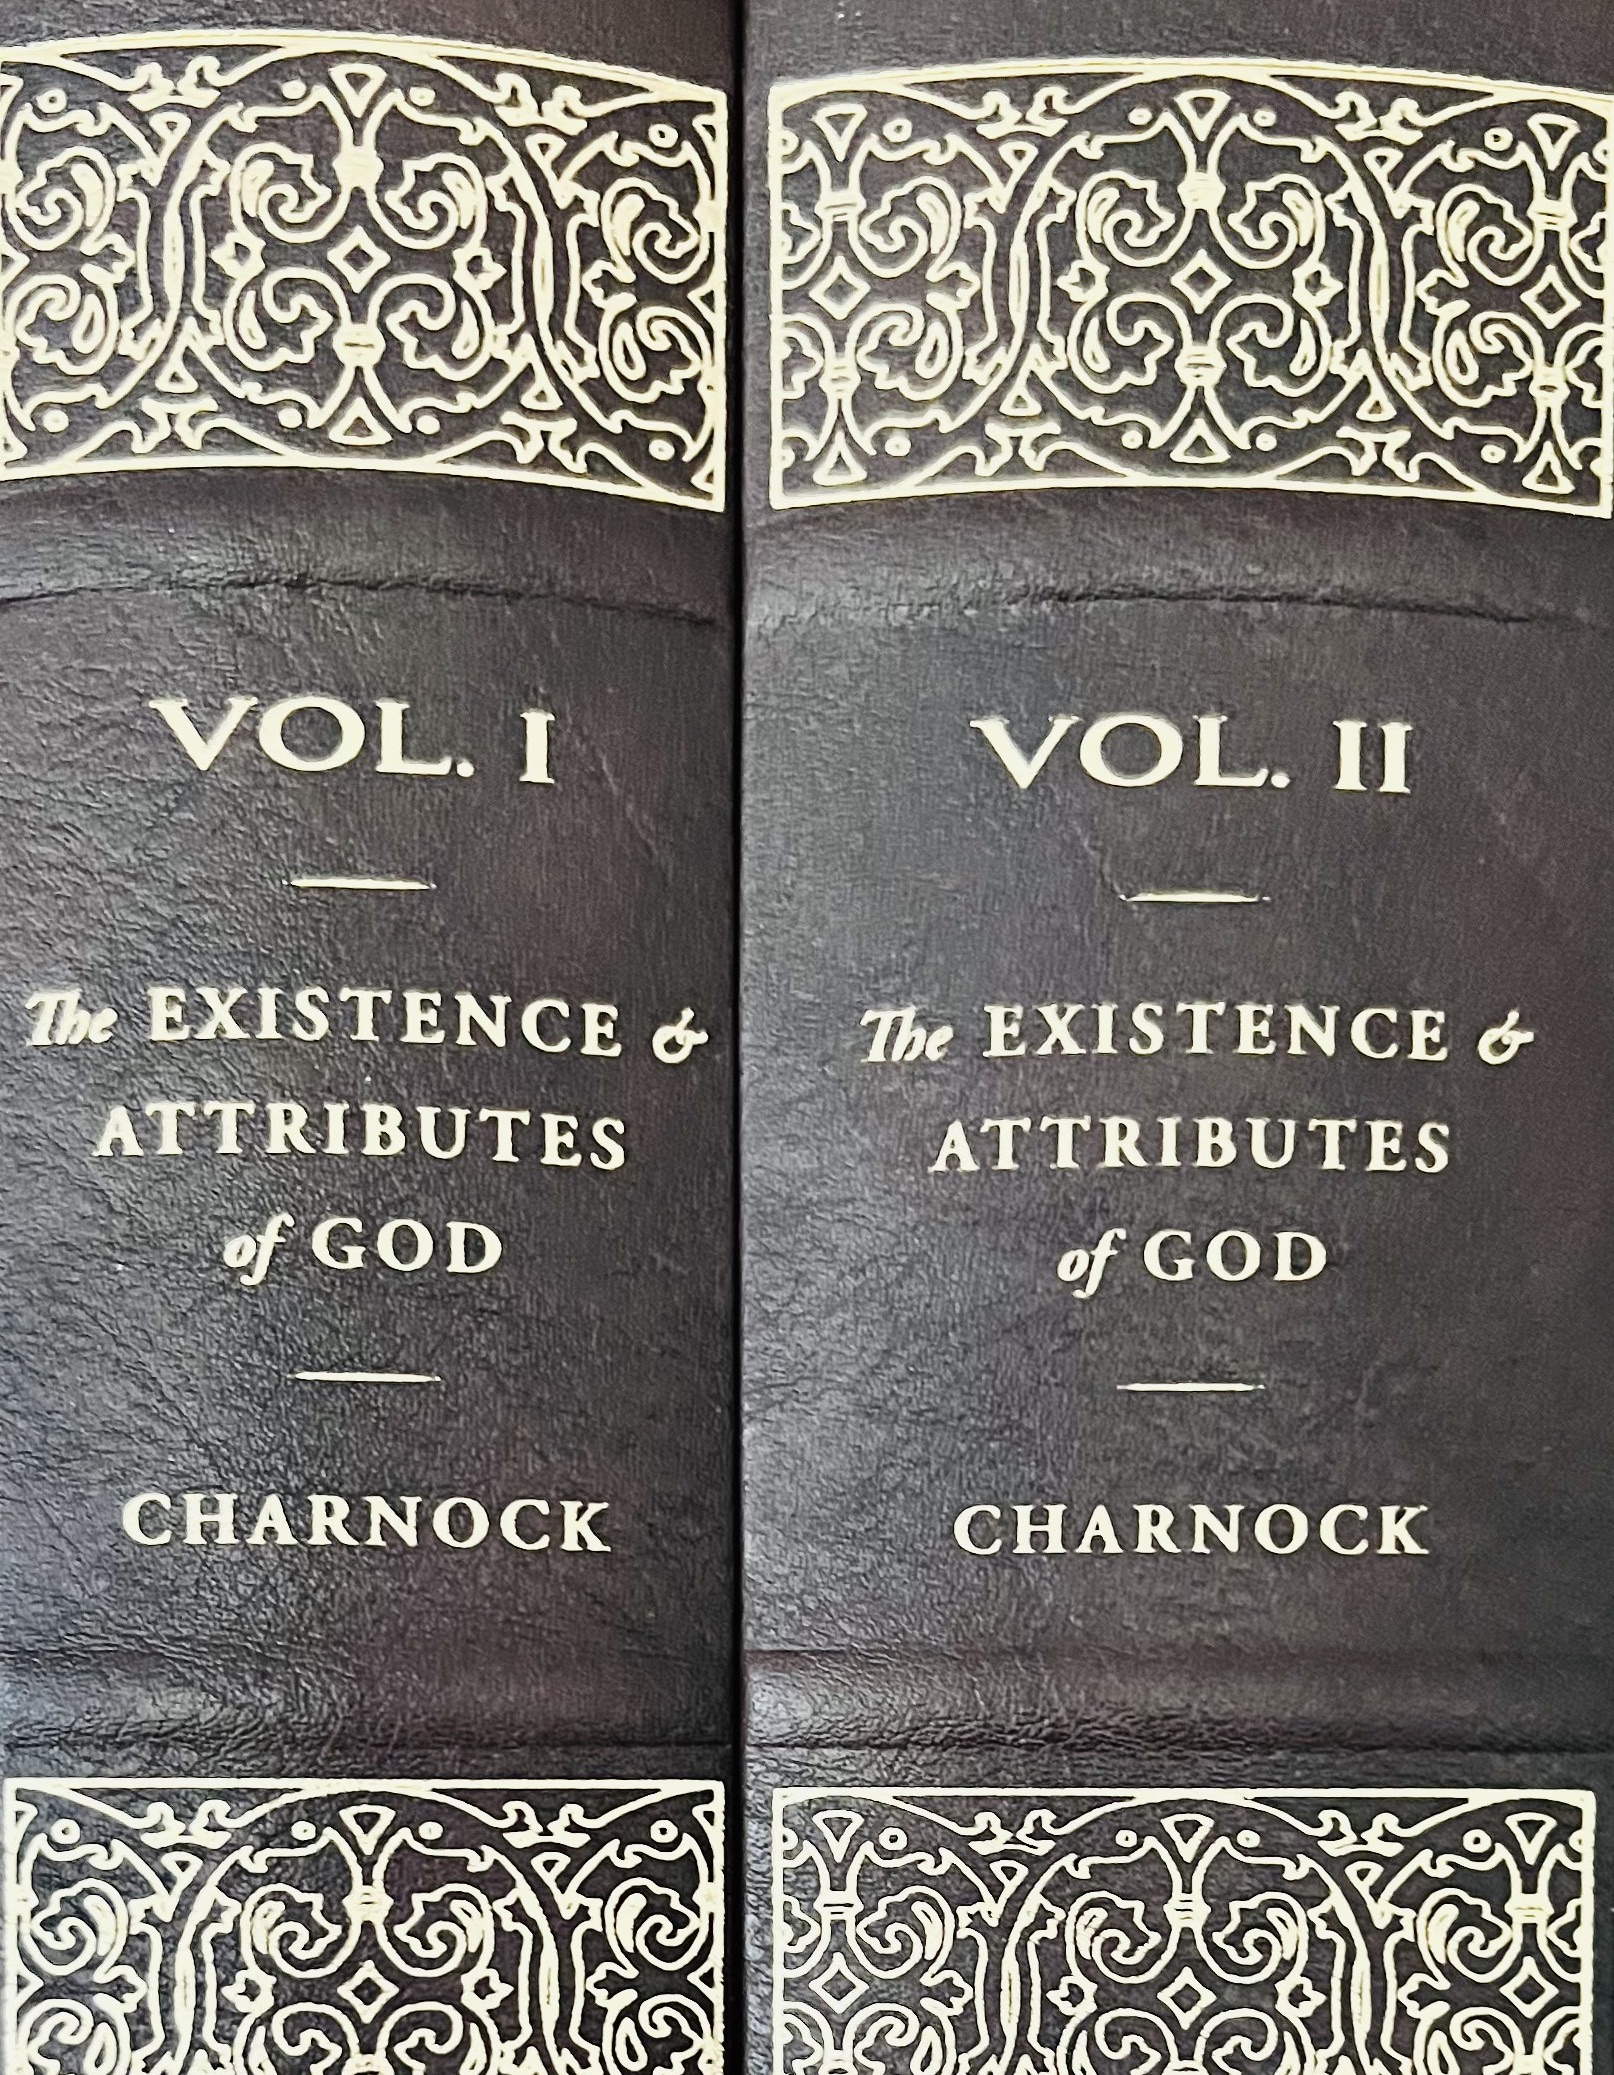 VOL. I
The EXISTENCE &
ATTRIBUTES
of GOD
CHARNOCK
VOL. II
The EXISTENCE &
ATTRIBUTES
of GOD
CHARNOCK